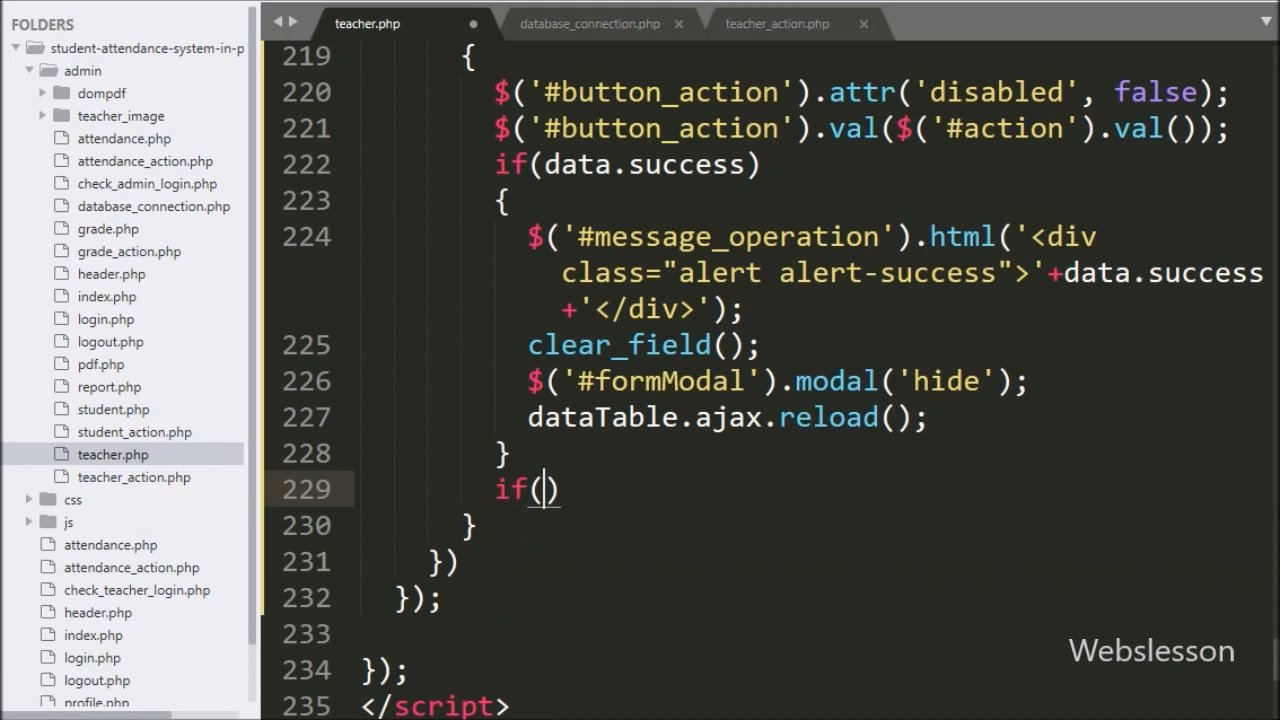 FOLDERS
student-attendance-system-in-p
admin
dompdf
teacher_image
attendance.php
attendance_action.php
check_admin_login.php
database_connection.php
grade.php
grade_action.php
header.php
index.php
login.php
logout.php
pdf.php
report.php
student.php
student_action.php
teacher.php
teacher_action.php
css
js
attendance.php
attendance_action.php
check_teacher_login.php
header.php
index.php
login.php
logout.php
profile.php
teacher.php database_connection.php teacher_action.php
219 {
220 $('#button_action').attr('disabled', false);
221 $('#button_action').val($('#action').val());
222 if(data.success)
223 {
224 $('#message_operation').html('<div
class="alert alert-success">'+data.success
+'</div>');
225 clear_field();
226 $('#formModal').modal('hide');
227 dataTable.ajax.reload();
228 }
229 if()
230 }
231 })
232 });
233
234 });
235 </script>
Webslesson